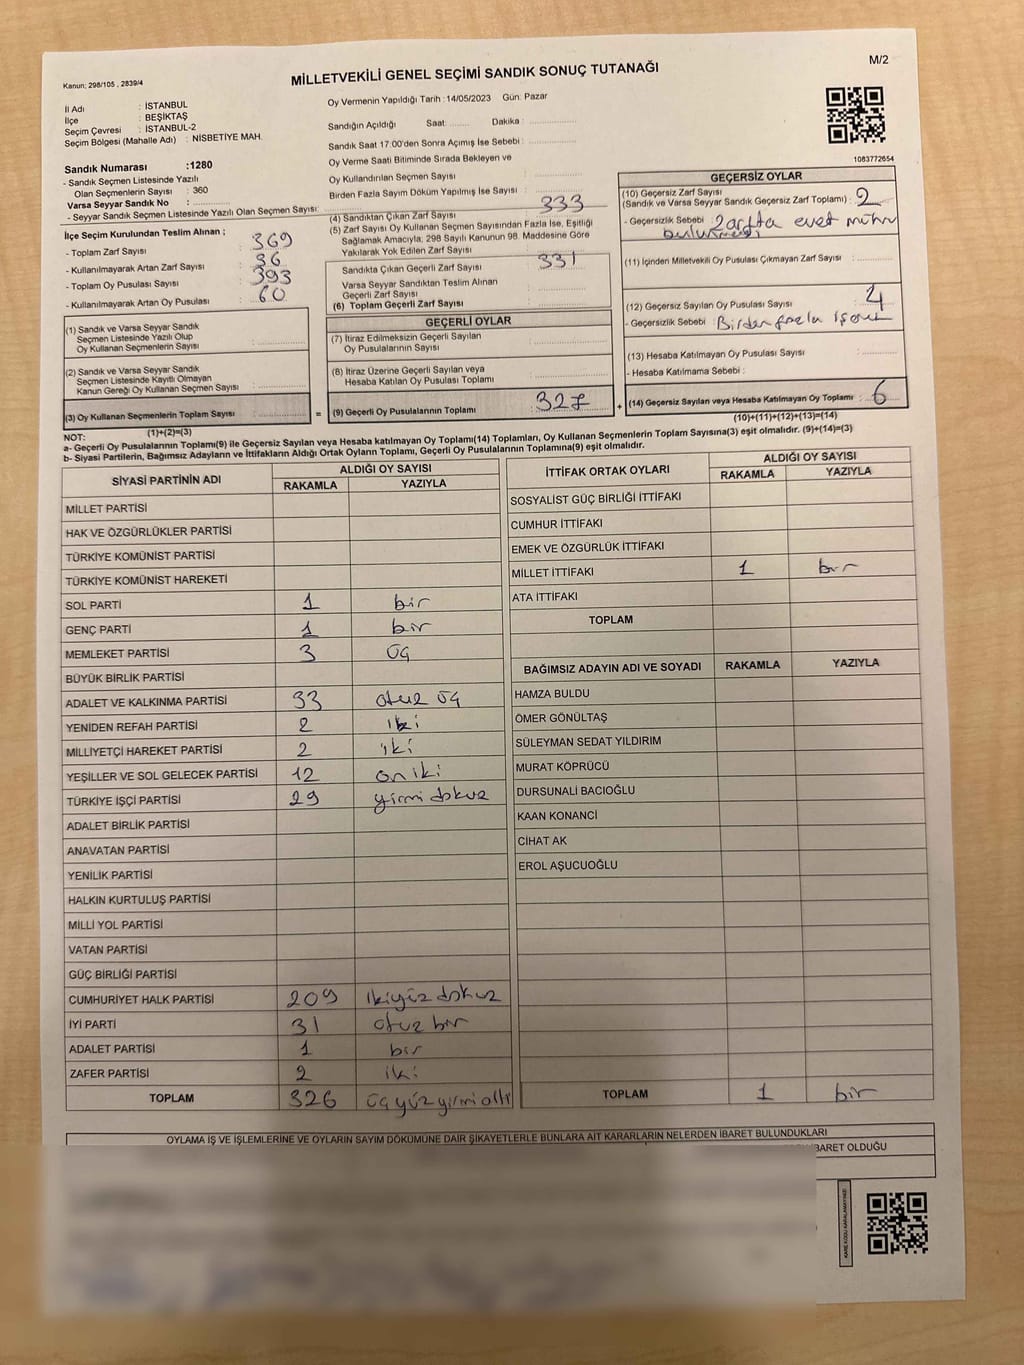 M/2
Kanun: 298/105 , 2839/4
MİLLETVEKİLİ GENEL SEÇİMİ SANDIK SONUÇ TUTANAĞI
İl Adı : İSTANBUL
İlçe : BEŞİKTAŞ
Seçim Çevresi : İSTANBUL-2
Seçim Bölgesi (Mahalle Adı) : NİSBETİYE MAH.
Sandık Numarası :1280
- Sandık Seçmen Listesinde Yazılı
Olan Seçmenlerin Sayısı : 360
Varsa Seyyar Sandık No :
- Seyyar Sandık Seçmen Listesinde Yazılı Olan Seçmen Sayısı:
Oy Vermenin Yapıldığı Tarih :14/05/2023 Gün: Pazar
Sandığın Açıldığı Saat: Dakika :
Sandık Saat 17:00'den Sonra Açımış İse Sebebi :
Oy Verme Saati Bitiminde Sırada Bekleyen ve
Oy Kullandırılan Seçmen Sayısı :
Birden Fazla Sayım Döküm Yapılmış İse Sayısı :
1083772654
İlçe Seçim Kurulundan Teslim Alınan ;
- Toplam Zarf Sayısı : 369
- Kullanılmayarak Artan Zarf Sayısı : 36
- Toplam Oy Pusulası Sayısı : 393
- Kullanılmayarak Artan Oy Pusulası : 60
(4) Sandıktan Çıkan Zarf Sayısı : 333
(5) Zarf Sayısı Oy Kullanan Seçmen Sayısından Fazla İse, Eşitliği
Sağlamak Amacıyla, 298 Sayılı Kanunun 98. Maddesine Göre
Yakılarak Yok Edilen Zarf Sayısı :
Sandıkta Çıkan Geçerli Zarf Sayısı : 331
Varsa Seyyar Sandıktan Teslim Alınan
Geçerli Zarf Sayısı :
(6) Toplam Geçerli Zarf Sayısı :
GEÇERSİZ OYLAR
(10) Geçersiz Zarf Sayısı
(Sandık ve Varsa Seyyar Sandık Geçersiz Zarf Toplamı) : 2
- Geçersizlik Sebebi : 2 zarfta evet mührü
bulunması
(11) İçinden Milletvekili Oy Pusulası Çıkmayan Zarf Sayısı :
(12) Geçersiz Sayılan Oy Pusulası Sayısı : 4
- Geçersizlik Sebebi : Birden fazla işaret
(13) Hesaba Katılmayan Oy Pusulası Sayısı :
- Hesaba Katılmama Sebebi :
(14) Geçersiz Sayılan veya Hesaba Katılmayan Oy Toplamı : 6
(10)+(11)+(12)+(13)=(14)
(1) Sandık ve Varsa Seyyar Sandık
Seçmen Listesinde Yazılı Olup
Oy Kullanan Seçmenlerin Sayısı :
(2) Sandık ve Varsa Seyyar Sandık
Seçmen Listesinde Kayıtlı Olmayan
Kanun Gereği Oy Kullanan Seçmen Sayısı :
(3) Oy Kullanan Seçmenlerin Toplam Sayısı :
(1)+(2)=(3)
GEÇERLİ OYLAR
(7) İtiraz Edilmeksizin Geçerli Sayılan
Oy Pusulalarının Sayısı :
(8) İtiraz Üzerine Geçerli Sayılan veya
Hesaba Katılan Oy Pusulası Toplamı :
= (9) Geçerli Oy Pusulalarının Toplamı : 327 +
NOT:
a- Geçerli Oy Pusulalarının Toplamı(9) ile Geçersiz Sayılan veya Hesaba katılmayan Oy Toplamı(14) Toplamları, Oy Kullanan Seçmenlerin Toplam Sayısına(3) eşit olmalıdır. (9)+(14)=(3)
b- Siyasi Partilerin, Bağımsız Adayların ve İttifakların Aldığı Ortak Oyların Toplamı, Geçerli Oy Pusulalarının Toplamına(9) eşit olmalıdır.
SİYASİ PARTİNİN ADI ALDIĞI OY SAYISI
RAKAMLA YAZIYLA
MİLLET PARTİSİ
HAK VE ÖZGÜRLÜKLER PARTİSİ
TÜRKİYE KOMÜNİST PARTİSİ
TÜRKİYE KOMÜNİST HAREKETİ
SOL PARTİ 1 bir
GENÇ PARTİ 1 bir
MEMLEKET PARTİSİ 3 üç
BÜYÜK BİRLİK PARTİSİ
ADALET VE KALKINMA PARTİSİ 33 otuz üç
YENİDEN REFAH PARTİSİ 2 iki
MİLLİYETÇİ HAREKET PARTİSİ 2 iki
YEŞİLLER VE SOL GELECEK PARTİSİ 12 on iki
TÜRKİYE İŞÇİ PARTİSİ 29 yirmi dokuz
ADALET BİRLİK PARTİSİ
ANAVATAN PARTİSİ
YENİLİK PARTİSİ
HALKIN KURTULUŞ PARTİSİ
MİLLİ YOL PARTİSİ
VATAN PARTİSİ
GÜÇ BİRLİĞİ PARTİSİ
CUMHURİYET HALK PARTİSİ 209 ikiyüz dokuz
İYİ PARTİ 31 otuz bir
ADALET PARTİSİ 1 bir
ZAFER PARTİSİ 2 iki
TOPLAM 326 üç yüz yirmi altı
İTTİFAK ORTAK OYLARI ALDIĞI OY SAYISI
RAKAMLA YAZIYLA
SOSYALİST GÜÇ BİRLİĞİ İTTİFAKI
CUMHUR İTTİFAKI
EMEK VE ÖZGÜRLÜK İTTİFAKI
MİLLET İTTİFAKI 1 bir
ATA İTTİFAKI
TOPLAM
BAĞIMSIZ ADAYIN ADI VE SOYADI RAKAMLA YAZIYLA
HAMZA BULDU
ÖMER GÖNÜLTAŞ
SÜLEYMAN SEDAT YILDIRIM
MURAT KÖPRÜCÜ
DURSUNALİ BACIOĞLU
KAAN KONANCİ
CİHAT AK
EROL AŞUCUOĞLU
TOPLAM 1 bir
OYLAMA İŞ VE İŞLEMLERİNE VE OYLARIN SAYIM DÖKÜMÜNE DAİR ŞİKAYETLERLE BUNLARA AİT KARARLARIN NELERDEN İBARET BULUNDUKLARI
İBARET OLDUĞU
KARE KODU KARALAMAYINIZ!